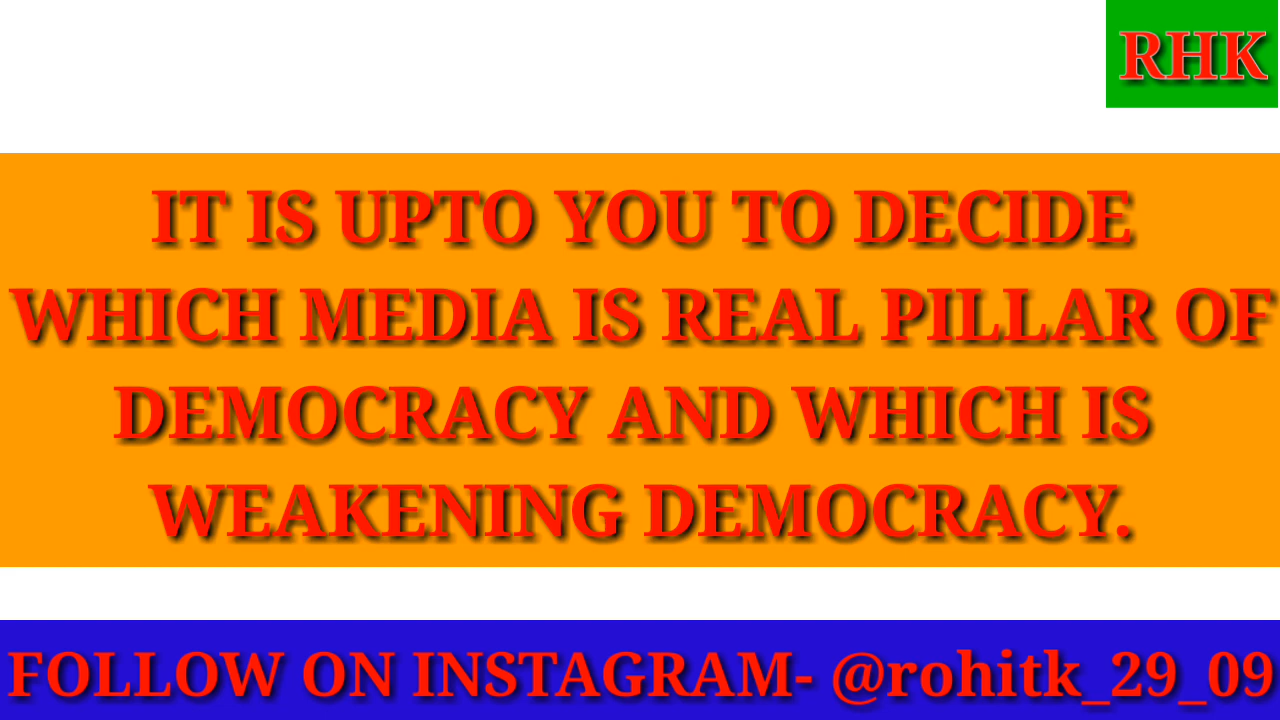 RHK
IT IS UPTO YOU TO DECIDE
WHICH MEDIA IS REAL PILLAR OF
DEMOCRACY AND WHICH IS
WEAKENING DEMOCRACY.
FOLLOW ON INSTAGRAM- @rohitk_29_09